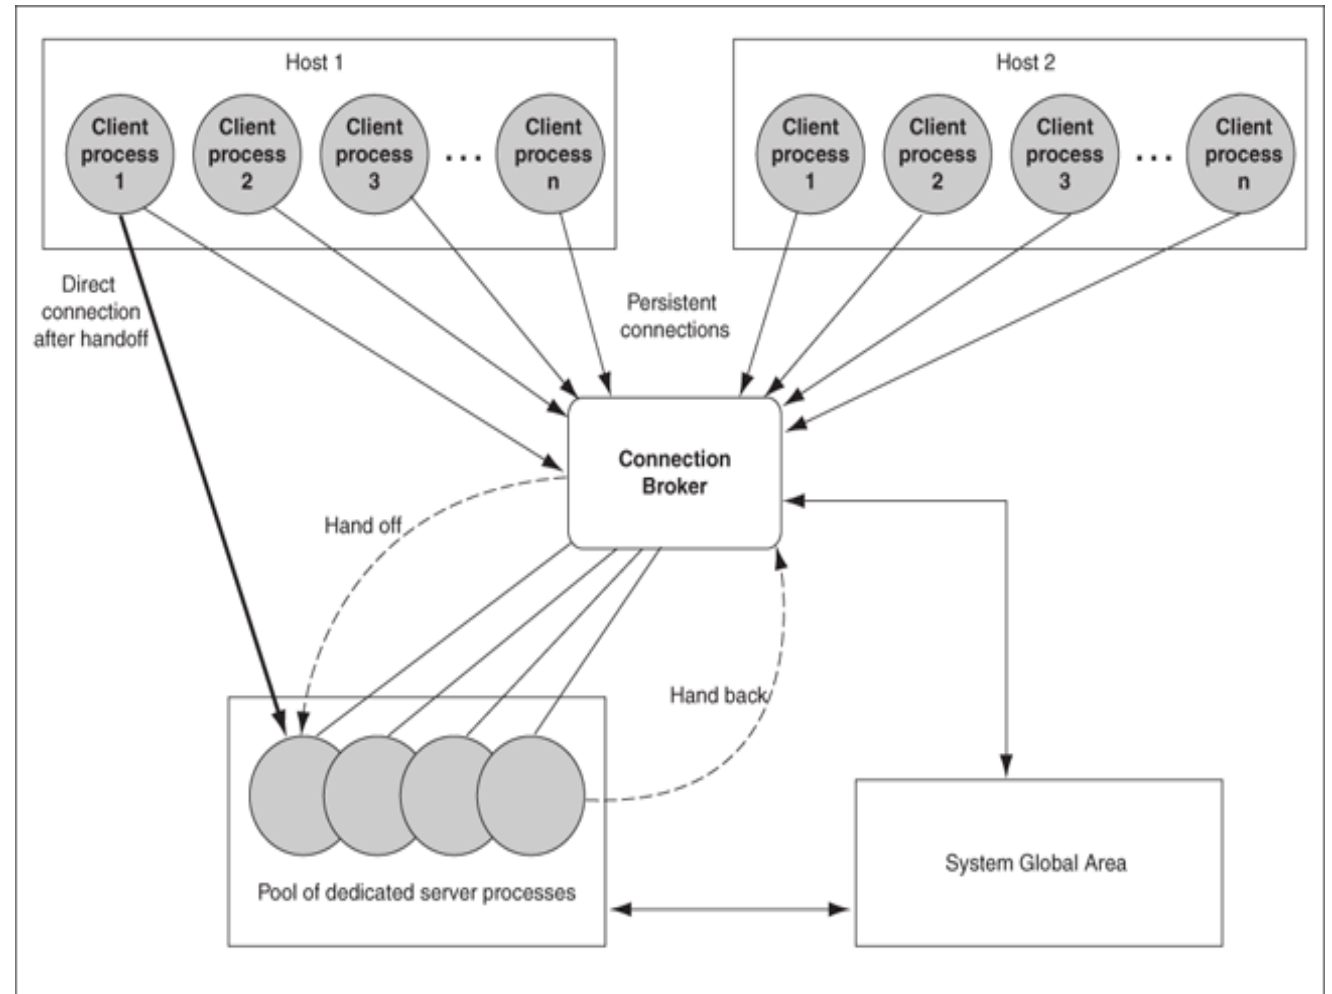 Host 1
Client
process
1
Client
process
2
Client
process
3
...
Client
process
n
Host 2
Client
process
1
Client
process
2
Client
process
3
...
Client
process
n
Direct
connection
after handoff
Persistent
connections
Connection
Broker
Hand off
Hand back
Pool of dedicated server processes
System Global Area